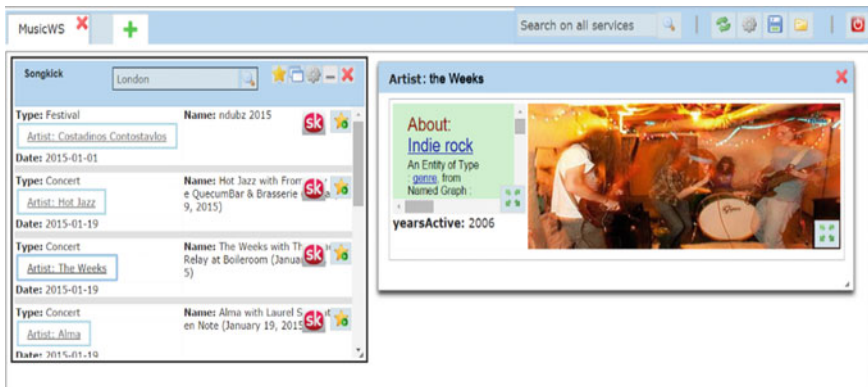 MusicWS
Search on all services
Songkick
London
Type: Festival
Name: ndubz 2015
sk
Artist: Costadinos Contostavlos
Date: 2015-01-01
Type: Concert
Name: Hot Jazz with From
e QuecumBar & Brasserie
9, 2015)
sk
Artist: Hot Jazz
Date: 2015-01-19
Type: Concert
Name: The Weeks with Th
Relay at Boileroom (Janua
5)
sk
Artist: The Weeks
Date: 2015-01-19
Type: Concert
Name: Alma with Laurel S
en Note (January 19, 2015
sk
Artist: Alma
Date: 2015-01-19
Artist: the Weeks
About:
Indie rock
An Entity of Type
: genre, from
Named Graph :
yearsActive: 2006